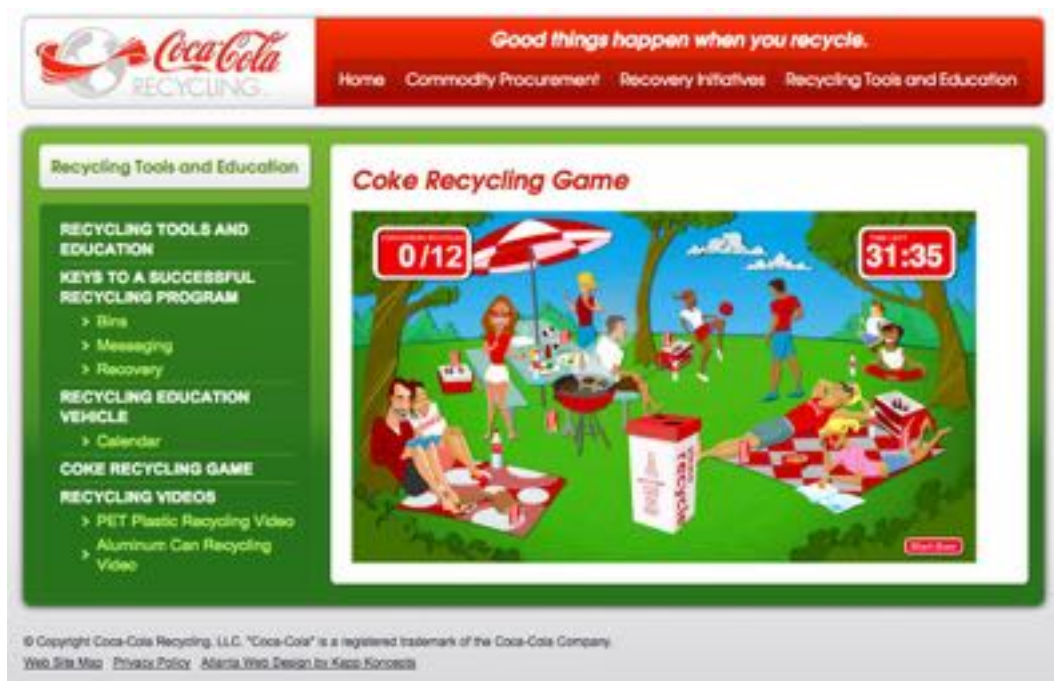 Coca-Cola
RECYCLING
Good things happen when you recycle.
Home Commodity Procurement Recovery Initiatives Recycling Tools and Education
Recycling Tools and Education
RECYCLING TOOLS AND
EDUCATION
KEYS TO A SUCCESSFUL
RECYCLING PROGRAM
> Bins
> Messaging
> Recovery
RECYCLING EDUCATION
VEHICLE
> Calendar
COKE RECYCLING GAME
RECYCLING VIDEOS
> PET Plastic Recycling Video
> Aluminum Can Recycling
Video
Coke Recycling Game
0/12
TIME LEFT
31:35
recycle
Start Over
© Copyright Coca-Cola Recycling, LLC. "Coca-Cola" is a registered trademark of the Coca-Cola Company.
Web Site Map Privacy Policy Atlanta Web Design by Kapp Koncepts